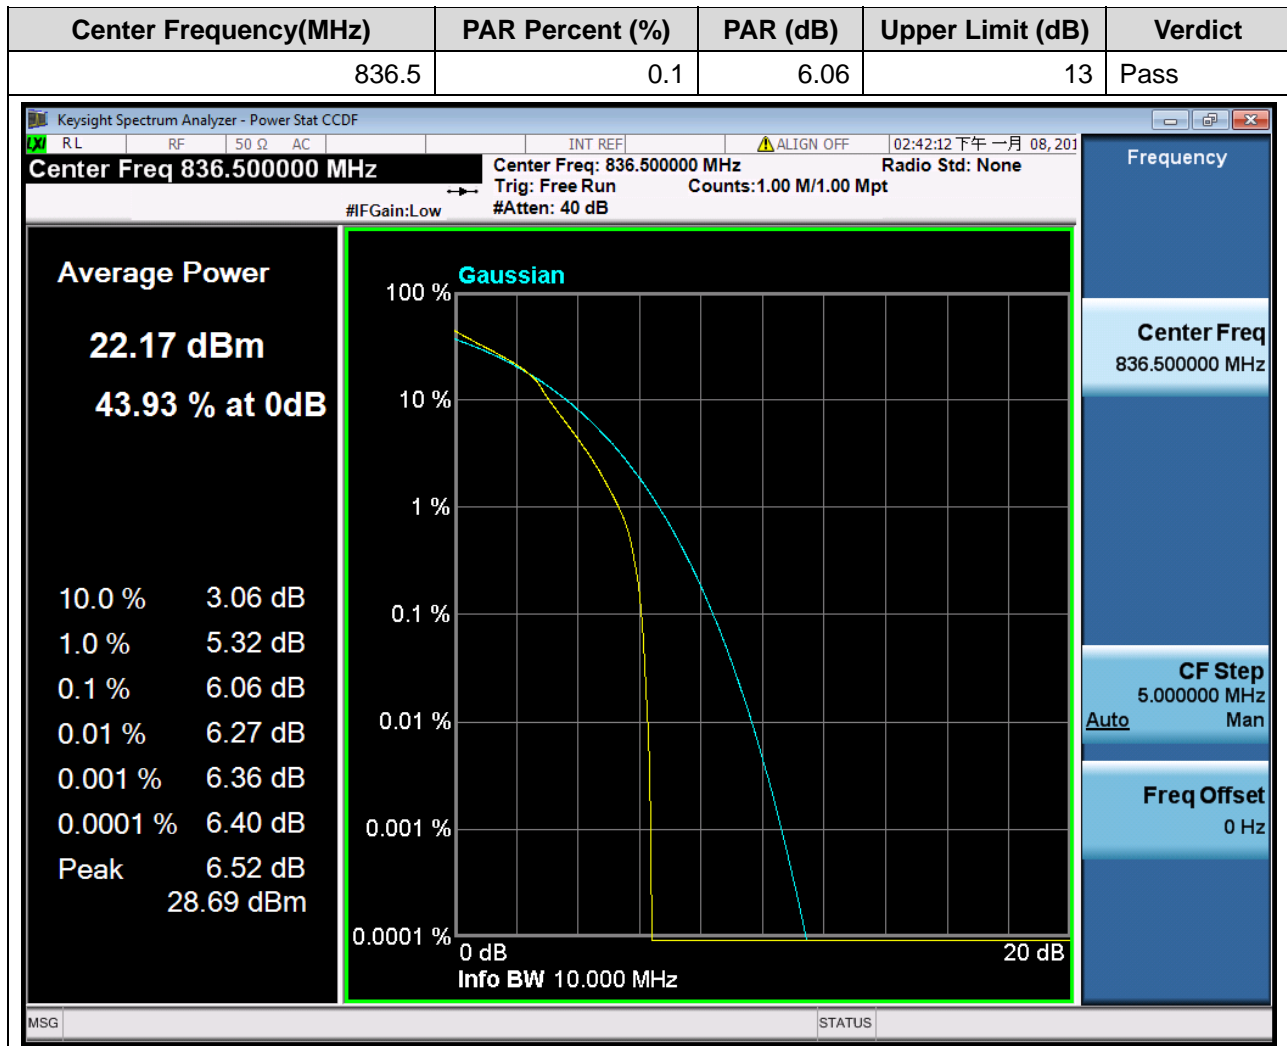 Center Frequency(MHz) PAR Percent (%) PAR (dB) Upper Limit (dB) Verdict
836.5 0.1 6.06 13 Pass
Keysight Spectrum Analyzer - Power Stat CCDF
LXI RL RF 50 Ω AC INT REF ALIGN OFF 02:42:12下午 一月 08, 201
Center Freq 836.500000 MHz
#IFGain:Low
Center Freq: 836.500000 MHz Radio Std: None
Trig: Free Run Counts:1.00 M/1.00 Mpt
#Atten: 40 dB
Average Power
22.17 dBm
43.93 % at 0dB
10.0 % 3.06 dB
1.0 % 5.32 dB
0.1 % 6.06 dB
0.01 % 6.27 dB
0.001 % 6.36 dB
0.0001 % 6.40 dB
Peak 6.52 dB
28.69 dBm
Gaussian
100 %
10 %
1 %
0.1 %
0.01 %
0.001 %
0.0001 %
0 dB 20 dB
Info BW 10.000 MHz
Frequency
Center Freq
836.500000 MHz
CF Step
5.000000 MHz
Auto Man
Freq Offset
0 Hz
MSG STATUS